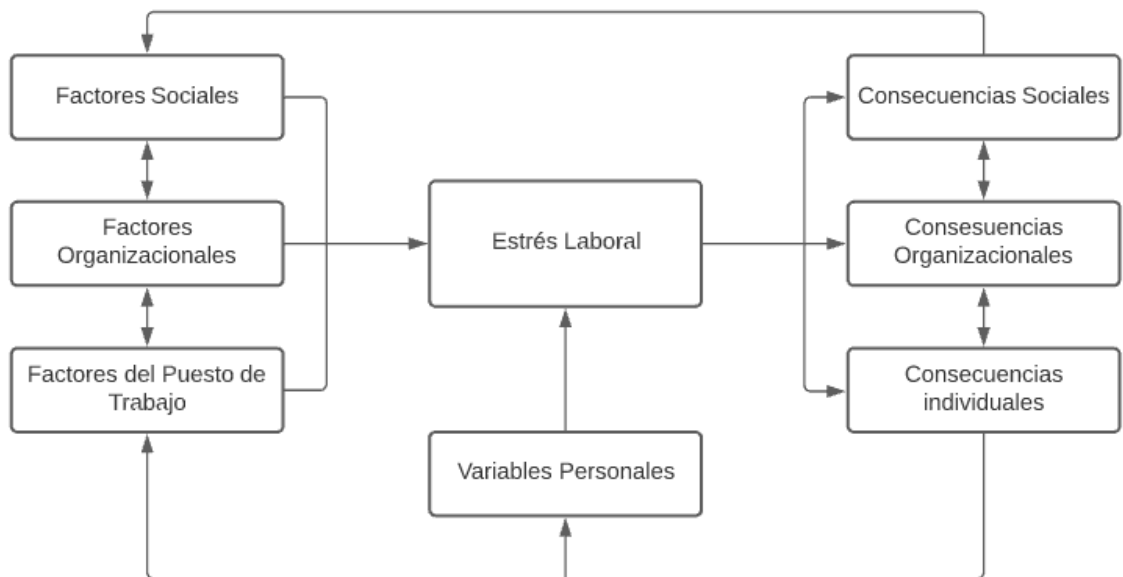 Factores Sociales
Consecuencias Sociales
Factores
Organizacionales
Estrés Laboral
Consesuencias
Organizacionales
Factores del Puesto de
Trabajo
Consecuencias
individuales
Variables Personales